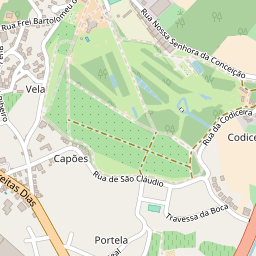 Rua Frei Bartolomeu d
Rua Nossa Senhora da Conceição
Vela
Rua da Codiceira
Codice
Capões
Rua de São Cláudio
eitas Dias
Travessa da Boca
Portela